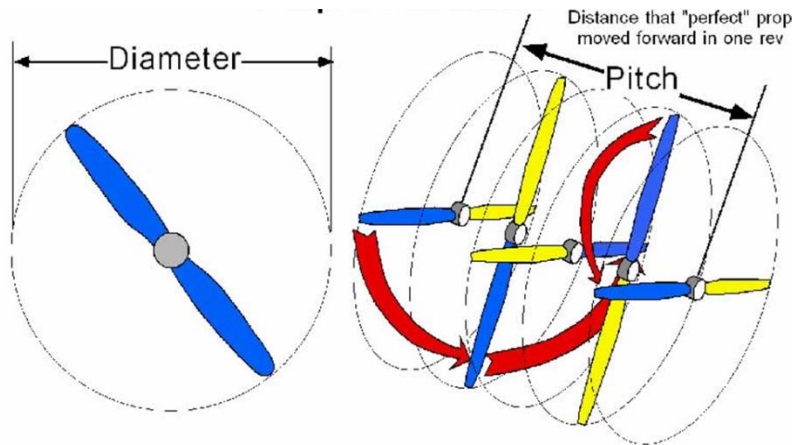 Diameter
Distance that "perfect" prop
moved forward in one rev
Pitch